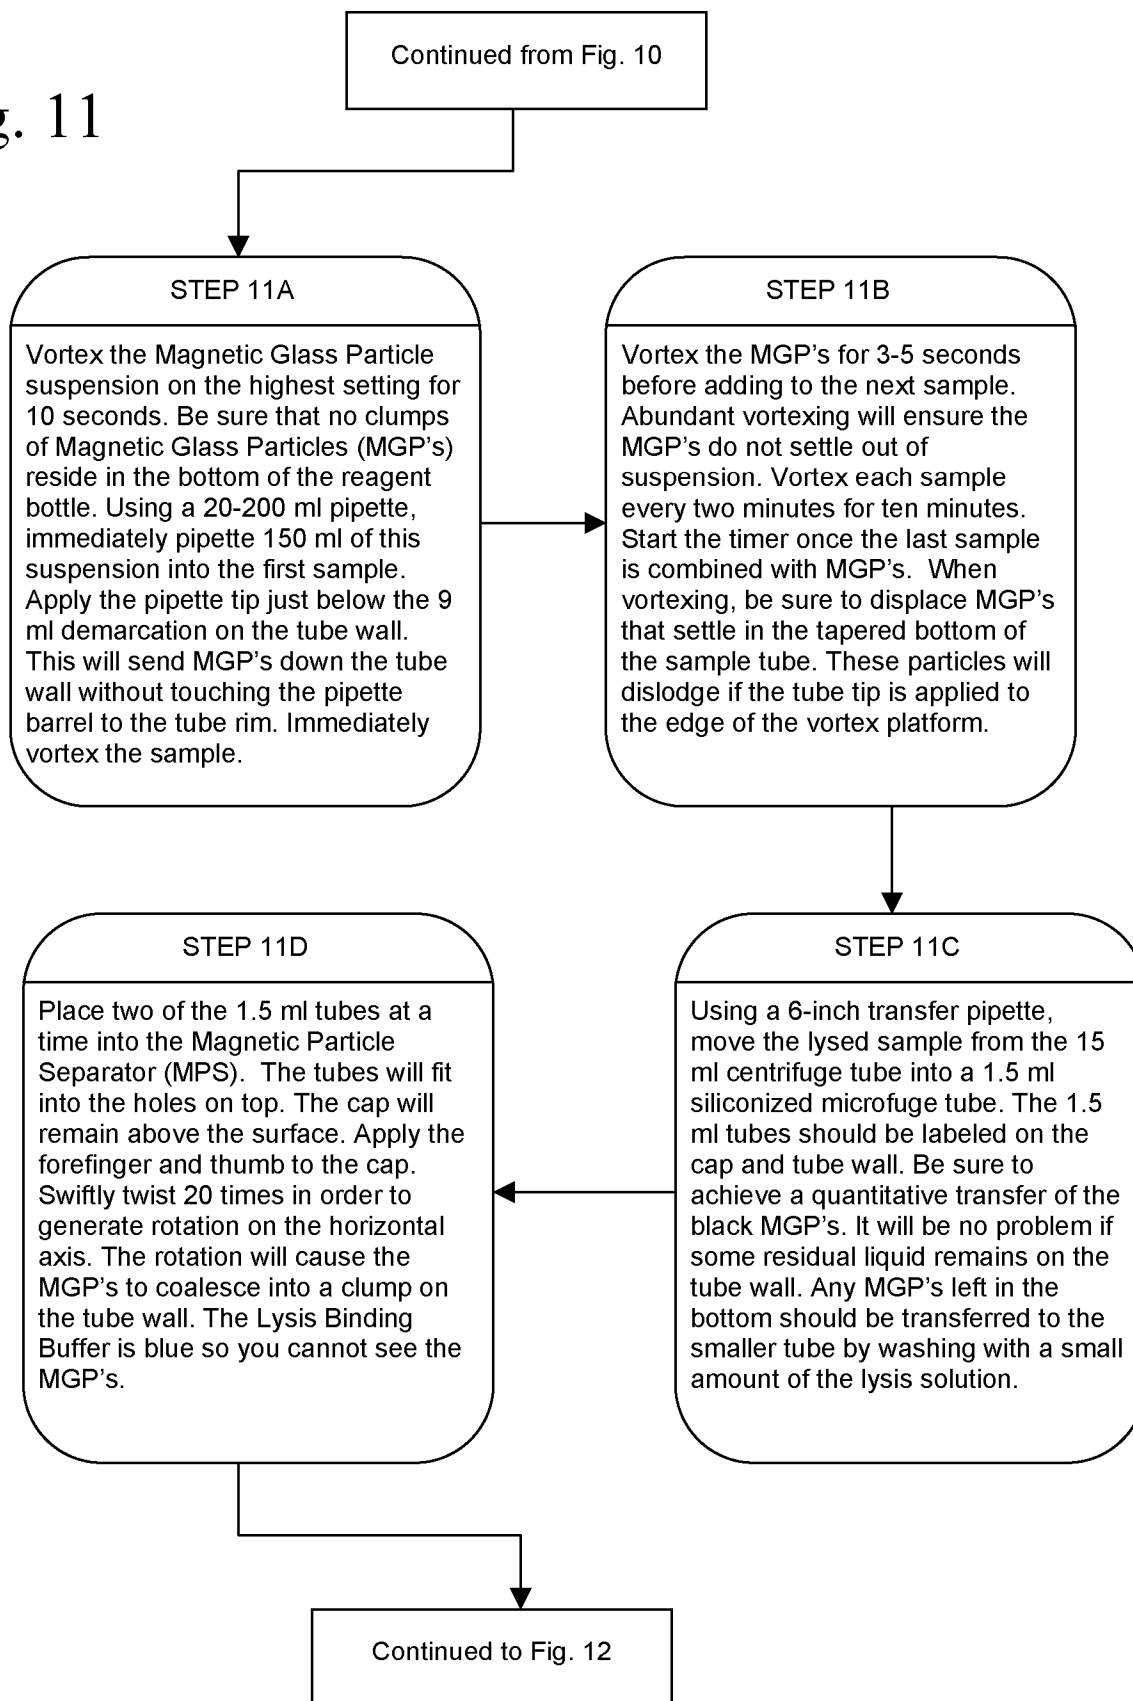 Continued from Fig. 10
g. 11
STEP 11A
Vortex the Magnetic Glass Particle
suspension on the highest setting for
10 seconds. Be sure that no clumps
of Magnetic Glass Particles (MGP's)
reside in the bottom of the reagent
bottle. Using a 20-200 ml pipette,
immediately pipette 150 ml of this
suspension into the first sample.
Apply the pipette tip just below the 9
ml demarcation on the tube wall.
This will send MGP's down the tube
wall without touching the pipette
barrel to the tube rim. Immediately
vortex the sample.
STEP 11B
Vortex the MGP's for 3-5 seconds
before adding to the next sample.
Abundant vortexing will ensure the
MGP's do not settle out of
suspension. Vortex each sample
every two minutes for ten minutes.
Start the timer once the last sample
is combined with MGP's.  When
vortexing, be sure to displace MGP's
that settle in the tapered bottom of
the sample tube. These particles will
dislodge if the tube tip is applied to
the edge of the vortex platform.
STEP 11C
Using a 6-inch transfer pipette,
move the lysed sample from the 15
ml centrifuge tube into a 1.5 ml
siliconized microfuge tube. The 1.5
ml tubes should be labeled on the
cap and tube wall. Be sure to
achieve a quantitative transfer of the
black MGP's. It will be no problem if
some residual liquid remains on the
tube wall. Any MGP's left in the
bottom should be transferred to the
smaller tube by washing with a small
amount of the lysis solution.
STEP 11D
Place two of the 1.5 ml tubes at a
time into the Magnetic Particle
Separator (MPS).  The tubes will fit
into the holes on top. The cap will
remain above the surface. Apply the
forefinger and thumb to the cap.
Swiftly twist 20 times in order to
generate rotation on the horizontal
axis. The rotation will cause the
MGP's to coalesce into a clump on
the tube wall. The Lysis Binding
Buffer is blue so you cannot see the
MGP's.
Continued to Fig. 12